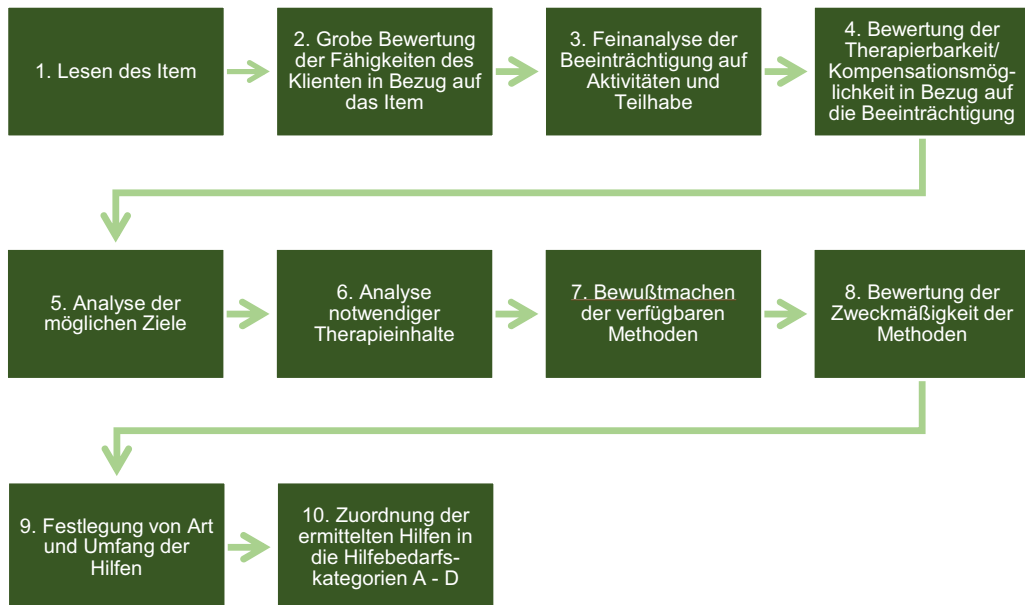 1. Lesen des Item
2. Grobe Bewertung
der Fähigkeiten des
Klienten in Bezug auf
das Item
3. Feinanalyse der
Beeinträchtigung auf
Aktivitäten und
Teilhabe
4. Bewertung der
Therapierbarkeit/
Kompensationsmög-
lichkeit in Bezug auf
die Beeinträchtigung
5. Analyse der
möglichen Ziele
6. Analyse
notwendiger
Therapieinhalte
7. Bewußtmachen
der verfügbaren
Methoden
8. Bewertung der
Zweckmäßigkeit der
Methoden
9. Festlegung von Art
und Umfang der
Hilfen
10. Zuordnung der
ermittelten Hilfen in
die Hilfebedarfs-
kategorien A - D